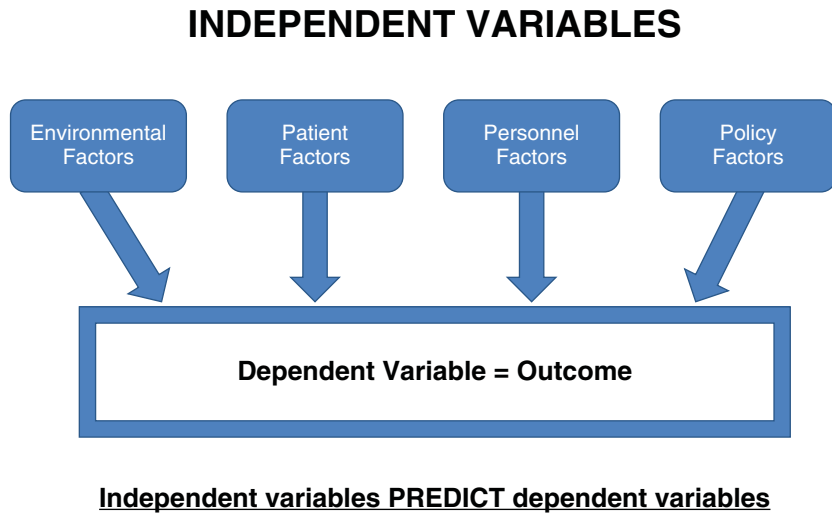 INDEPENDENT VARIABLES
Environmental
Factors
Patient
Factors
Personnel
Factors
Policy
Factors
Dependent Variable = Outcome
Independent variables PREDICT dependent variables